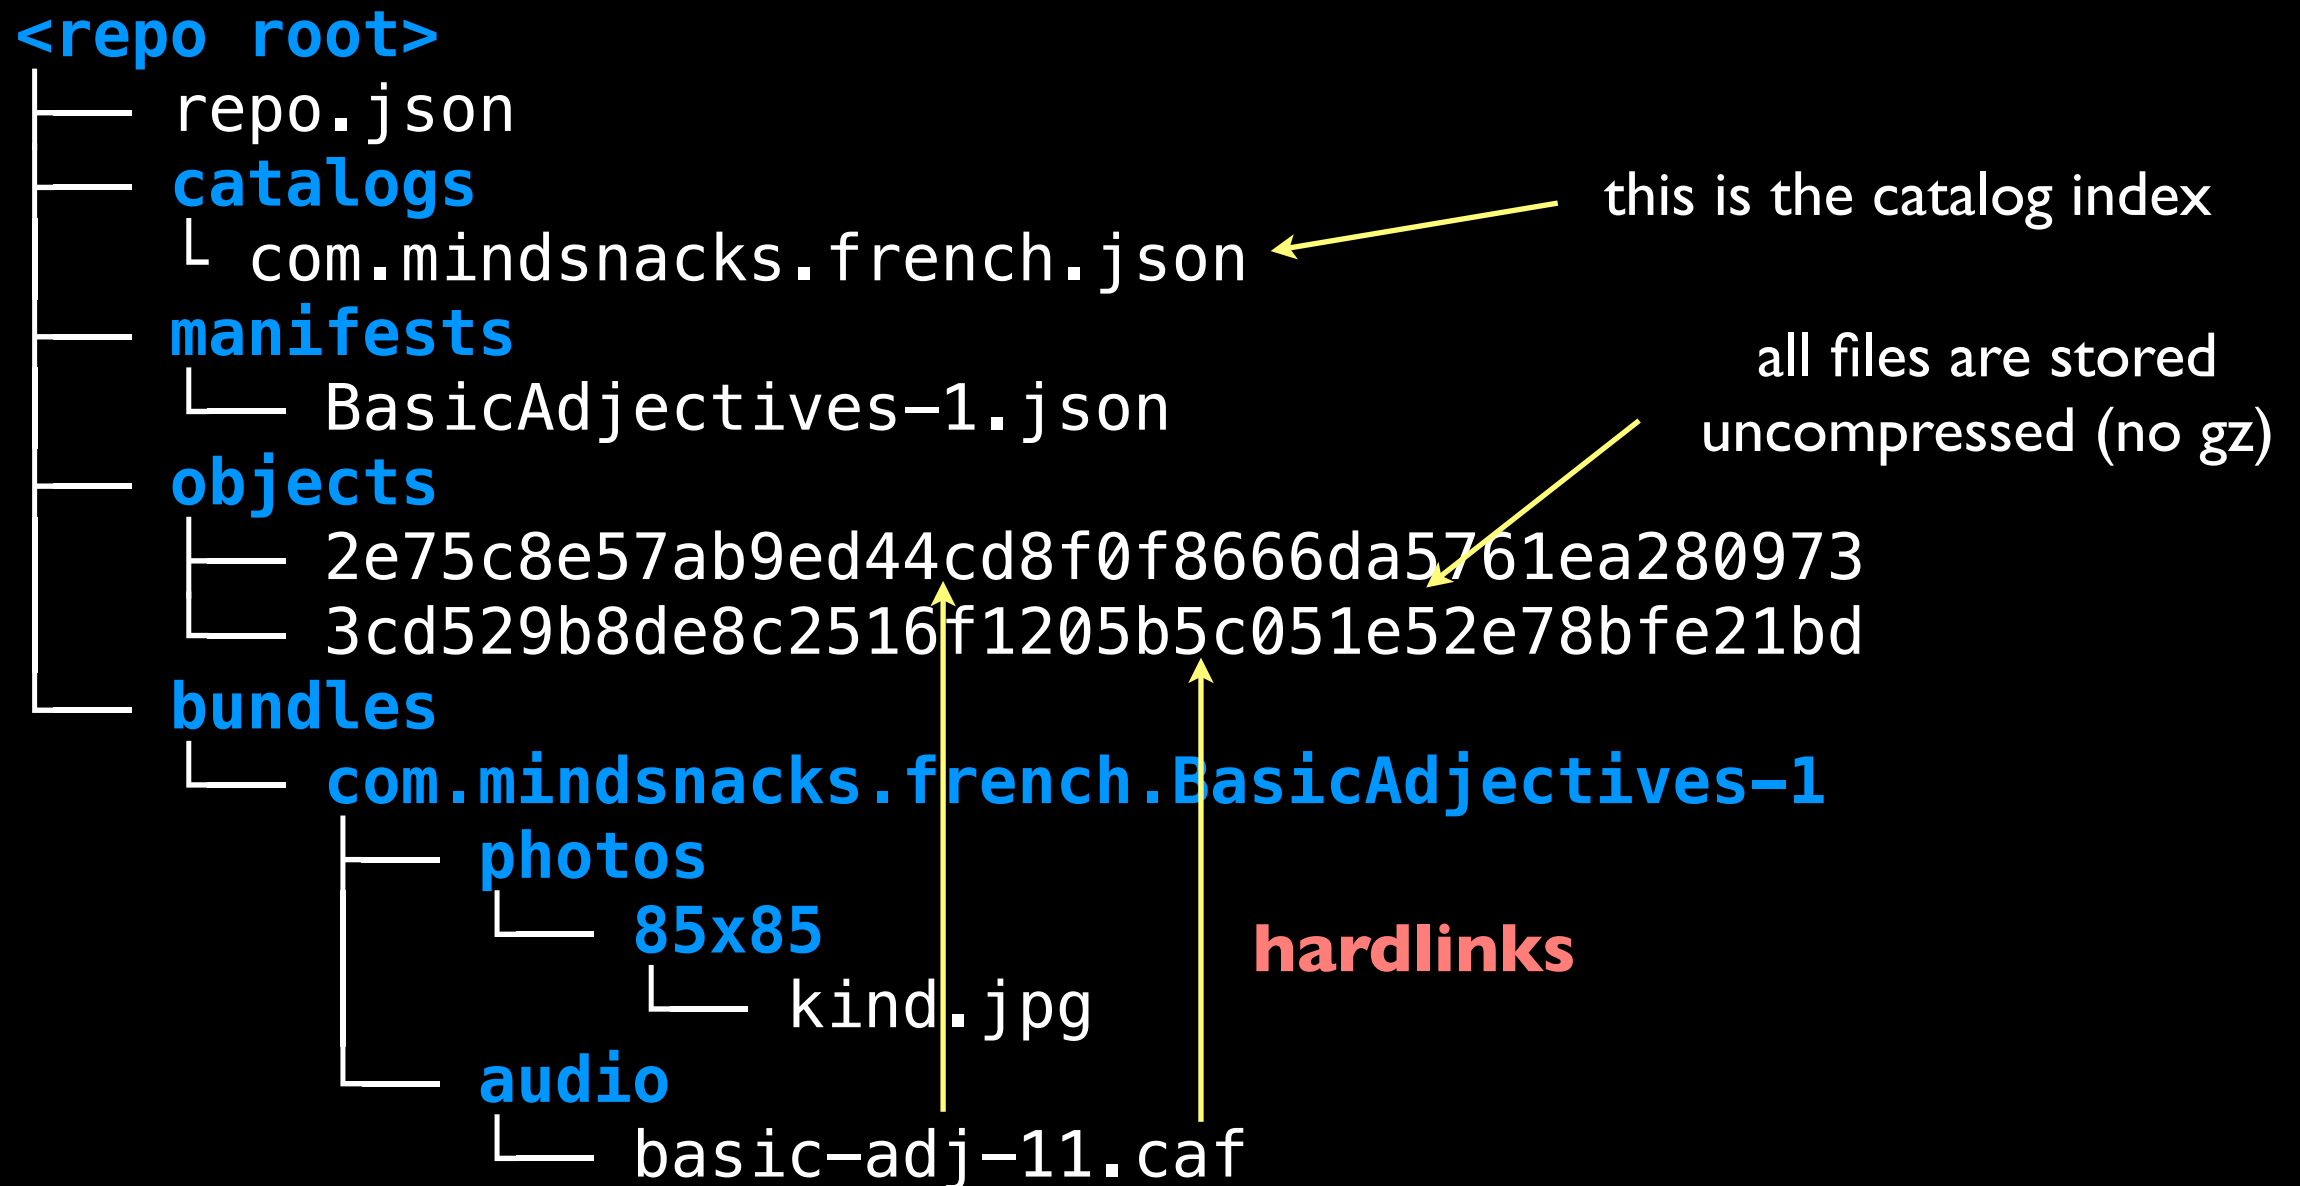 <repo root>
repo.json
catalogs
this is the catalog index
com.mindsnacks.french.json
manifests
all files are stored
BasicAdjectives-1.json
uncompressed (no gz)
objects
2e75c8e57ab9ed44cd8f0f8666da5761ea280973
3cd529b8de8c2516f1205b5c051e52e78bfe21bd
bundles
com.mindsnacks.french.BasicAdjectives-1
photos
85x85
hardlinks
kind.jpg
audio
basic-adj-11.caf